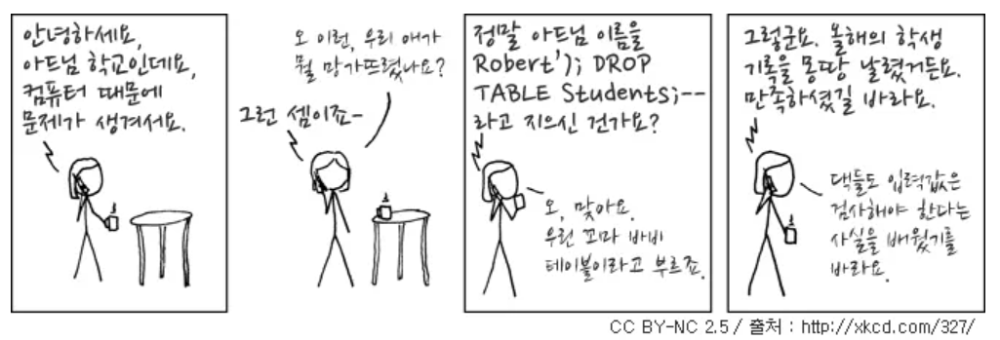 안녕하세요,
아드님 학교인데요,
컴퓨터 때문에
문제가 생겨서요.
오 이런, 우리 애가
뭘 망가뜨렸나요?
그런 셈이죠-
정말 아드님 이름을
Robert'); DROP
TABLE Students;--
라고 지으신 건가요?
오, 맞아요.
우린 꼬마 바비
테이블이라고 부르죠.
그렇군요. 올해의 학생
기록을 몽땅 날렸거든요.
만족하셨길 바라요.
댁들도 입력값은
검사해야 한다는
사실을 배웠기를
바라요.
CC BY-NC 2.5 / 출처 : http://xkcd.com/327/